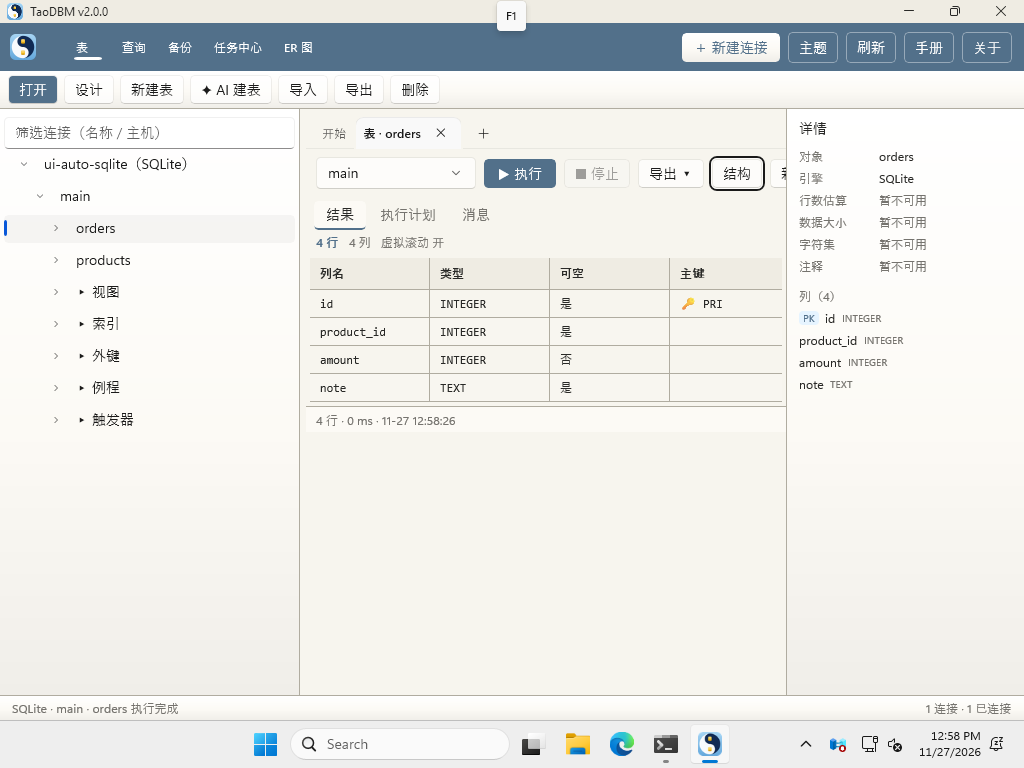 TaoDBM v2.0.0
F1
表
查询
备份
任务中心
ER 图
+ 新建连接
主题
刷新
手册
关于
打开
设计
新建表
✦ AI 建表
导入
导出
删除
筛选连接（名称 / 主机）
ui-auto-sqlite（SQLite）
main
orders
products
▸ 视图
▸ 索引
▸ 外键
▸ 例程
▸ 触发器
开始
表 · orders
main
▶ 执行
停止
导出 ▾
结构
结果
执行计划
消息
4 行 4 列 虚拟滚动 开
列名 类型 可空 主键
id INTEGER 是 🔑 PRI
product_id INTEGER 是
amount INTEGER 否
note TEXT 是
4 行 · 0 ms · 11-27 12:58:26
详情
对象 orders
引擎 SQLite
行数估算 暂不可用
数据大小 暂不可用
字符集 暂不可用
注释 暂不可用
列（4）
PK id INTEGER
product_id INTEGER
amount INTEGER
note TEXT
SQLite · main · orders 执行完成
1 连接 · 1 已连接
Search
12:58 PM
11/27/2026